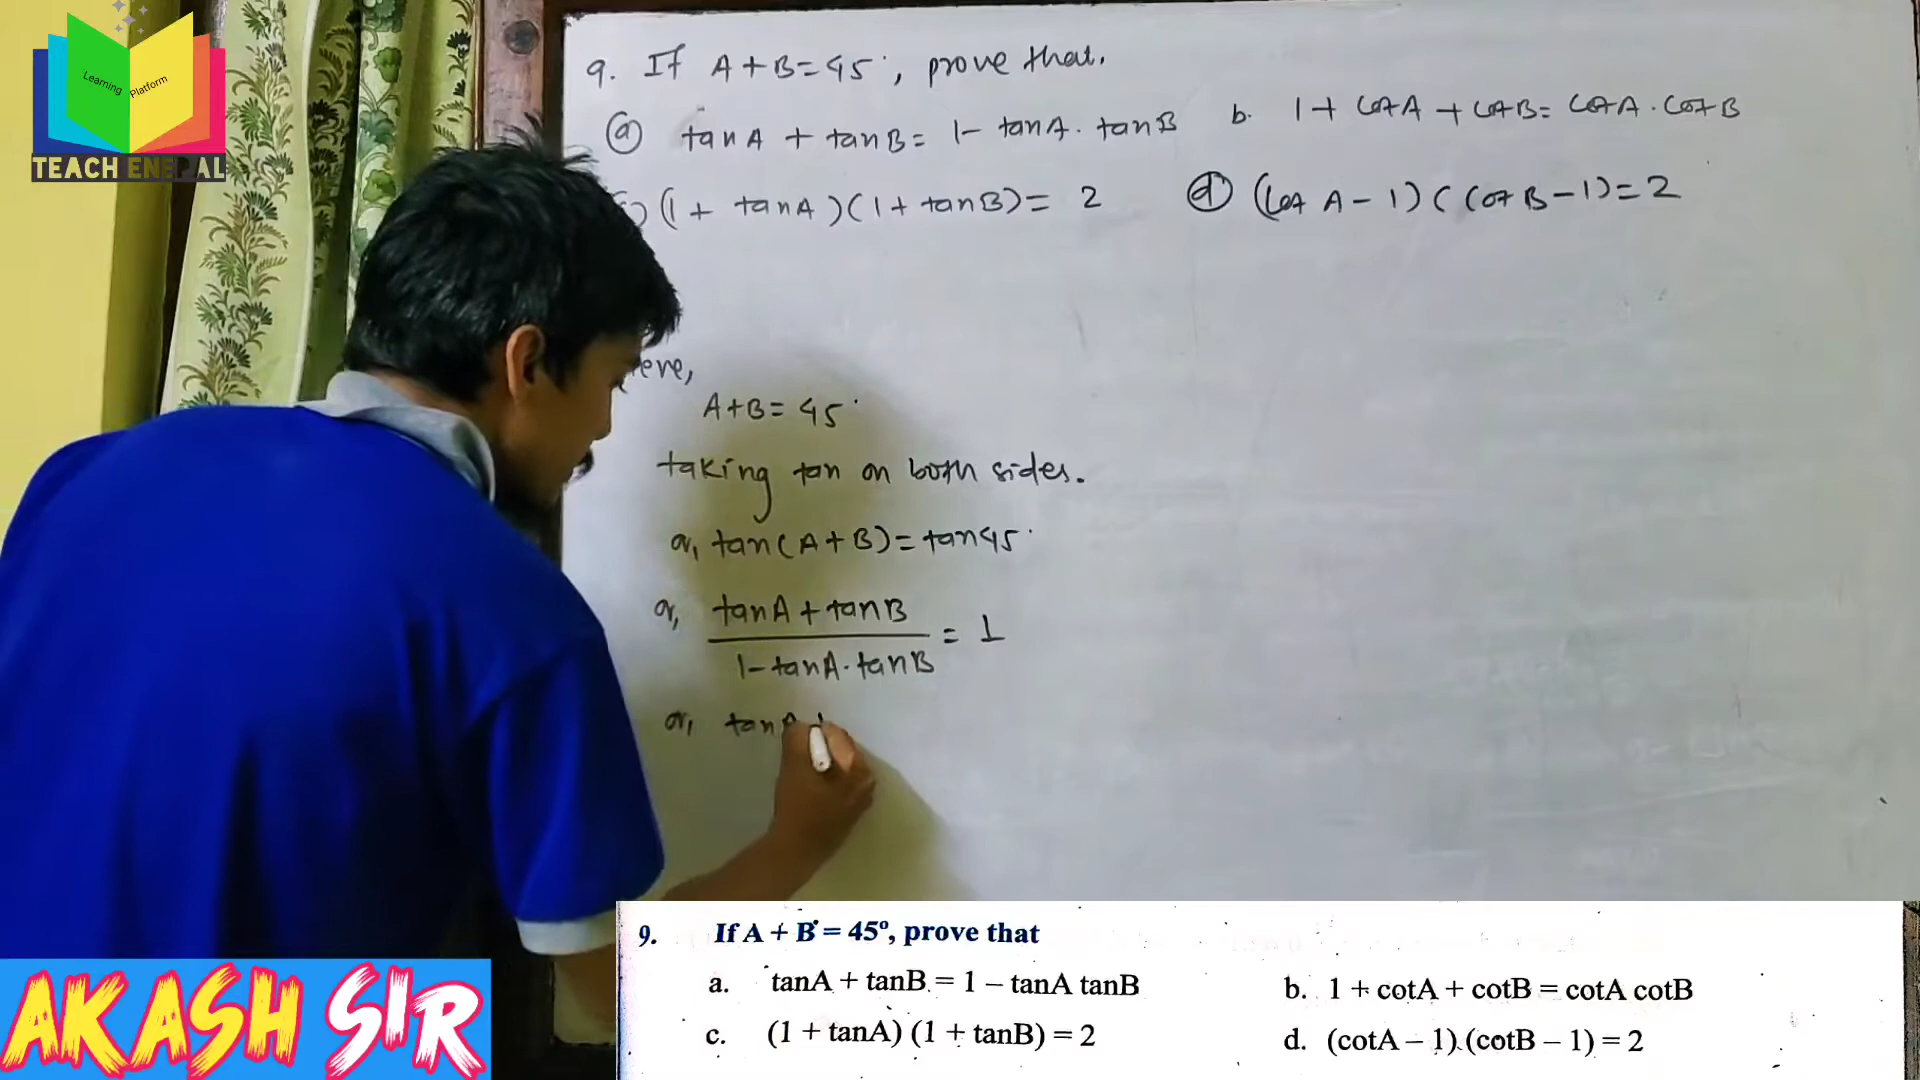 Learning Platform
TEACH ENEPAL
9. If A + B = 45°, prove that.
(a) tanA + tanB = 1 - tanA . tanB b. 1 + cotA + cotB = cotA . cotB
(1 + tanA)(1 + tanB) = 2 (d) (cot A - 1)(cot B - 1) = 2
ere,
A+B = 45°
taking tan on both sides.
or, tan(A+B) = tan45°
or, tanA + tanB
= 1
1 - tanA . tanB
or, tanA +
9. If A + B = 45°, prove that
a. tanA + tanB = 1 – tanA tanB b. 1 + cotA + cotB = cotA cotB
c. (1 + tanA) (1 + tanB) = 2 d. (cotA – 1) (cotB – 1) = 2
AKASH SIR